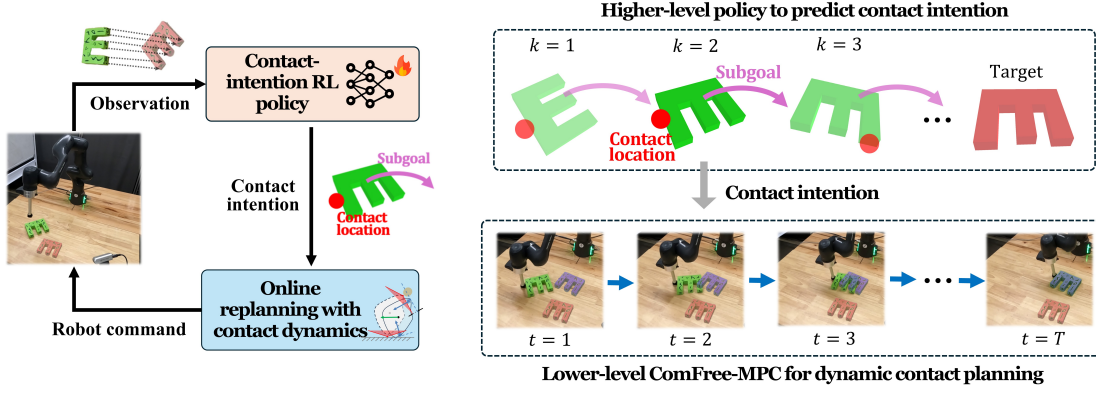 Observation
Contact-
intention RL
policy
Contact
intention
Subgoal
Contact
location
Online
replanning with
contact dynamics
Robot command
Higher-level policy to predict contact intention
k = 1
k = 2
k = 3
Subgoal
Target
Contact
location
...
Contact intention
...
t = 1
t = 2
t = 3
t = T
Lower-level ComFree-MPC for dynamic contact planning